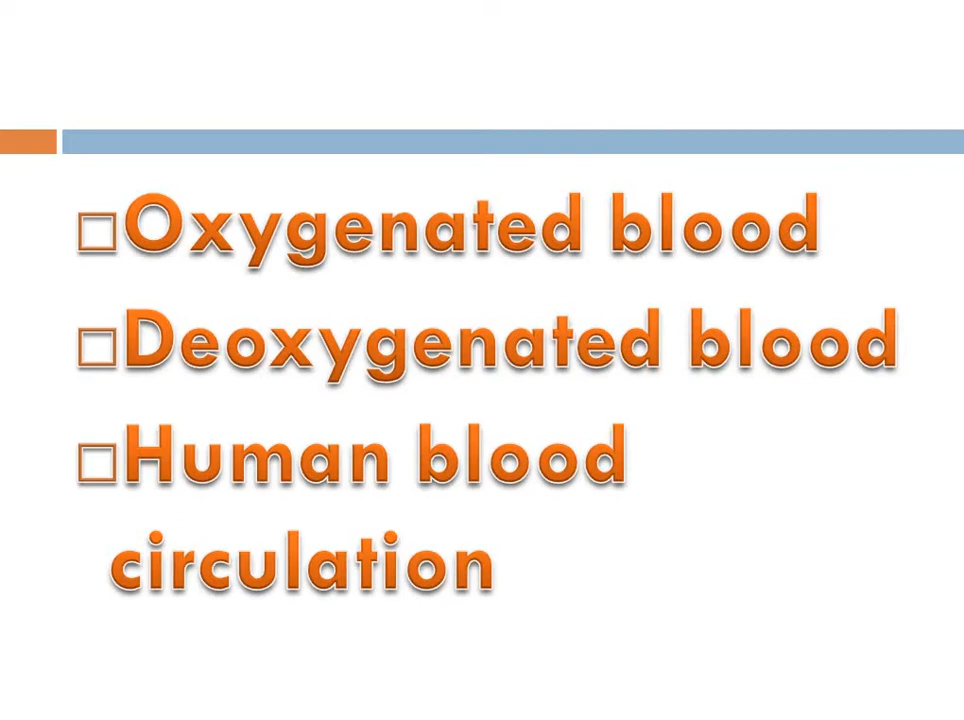 Oxygenated blood
Deoxygenated blood
Human blood
circulation